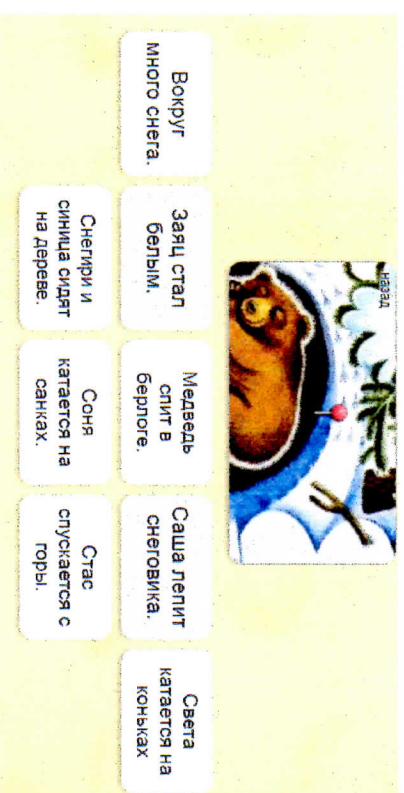 назад
Вокруг
много снега.
Заяц стал
белым.
Медведь
спит в
берлоге.
Саша лепит
снеговика.
Света
катается на
коньках
Снегири и
синица сидят
на дереве.
Соня
катается на
санках.
Стас
спускается с
горы.